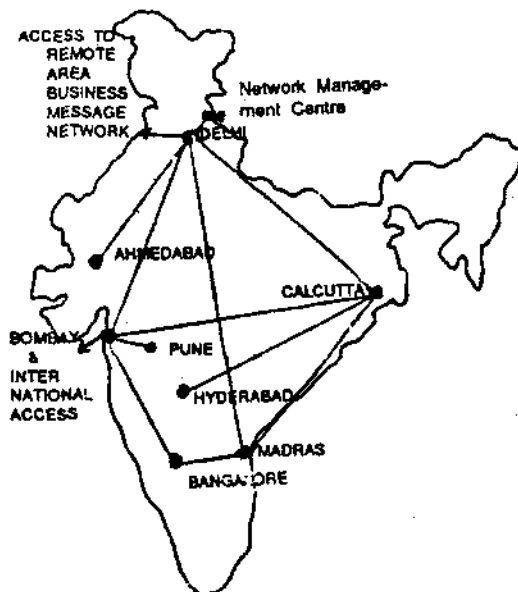 ACCESS TO
REMOTE
AREA
BUSINESS
MESSAGE
NETWORK
Network Manage-
ment Centre
DELHI
AHMEDABAD
CALCUTTA
BOMBAY
&
INTER
NATIONAL
ACCESS
PUNE
HYDERABAD
MADRAS
BANGALORE